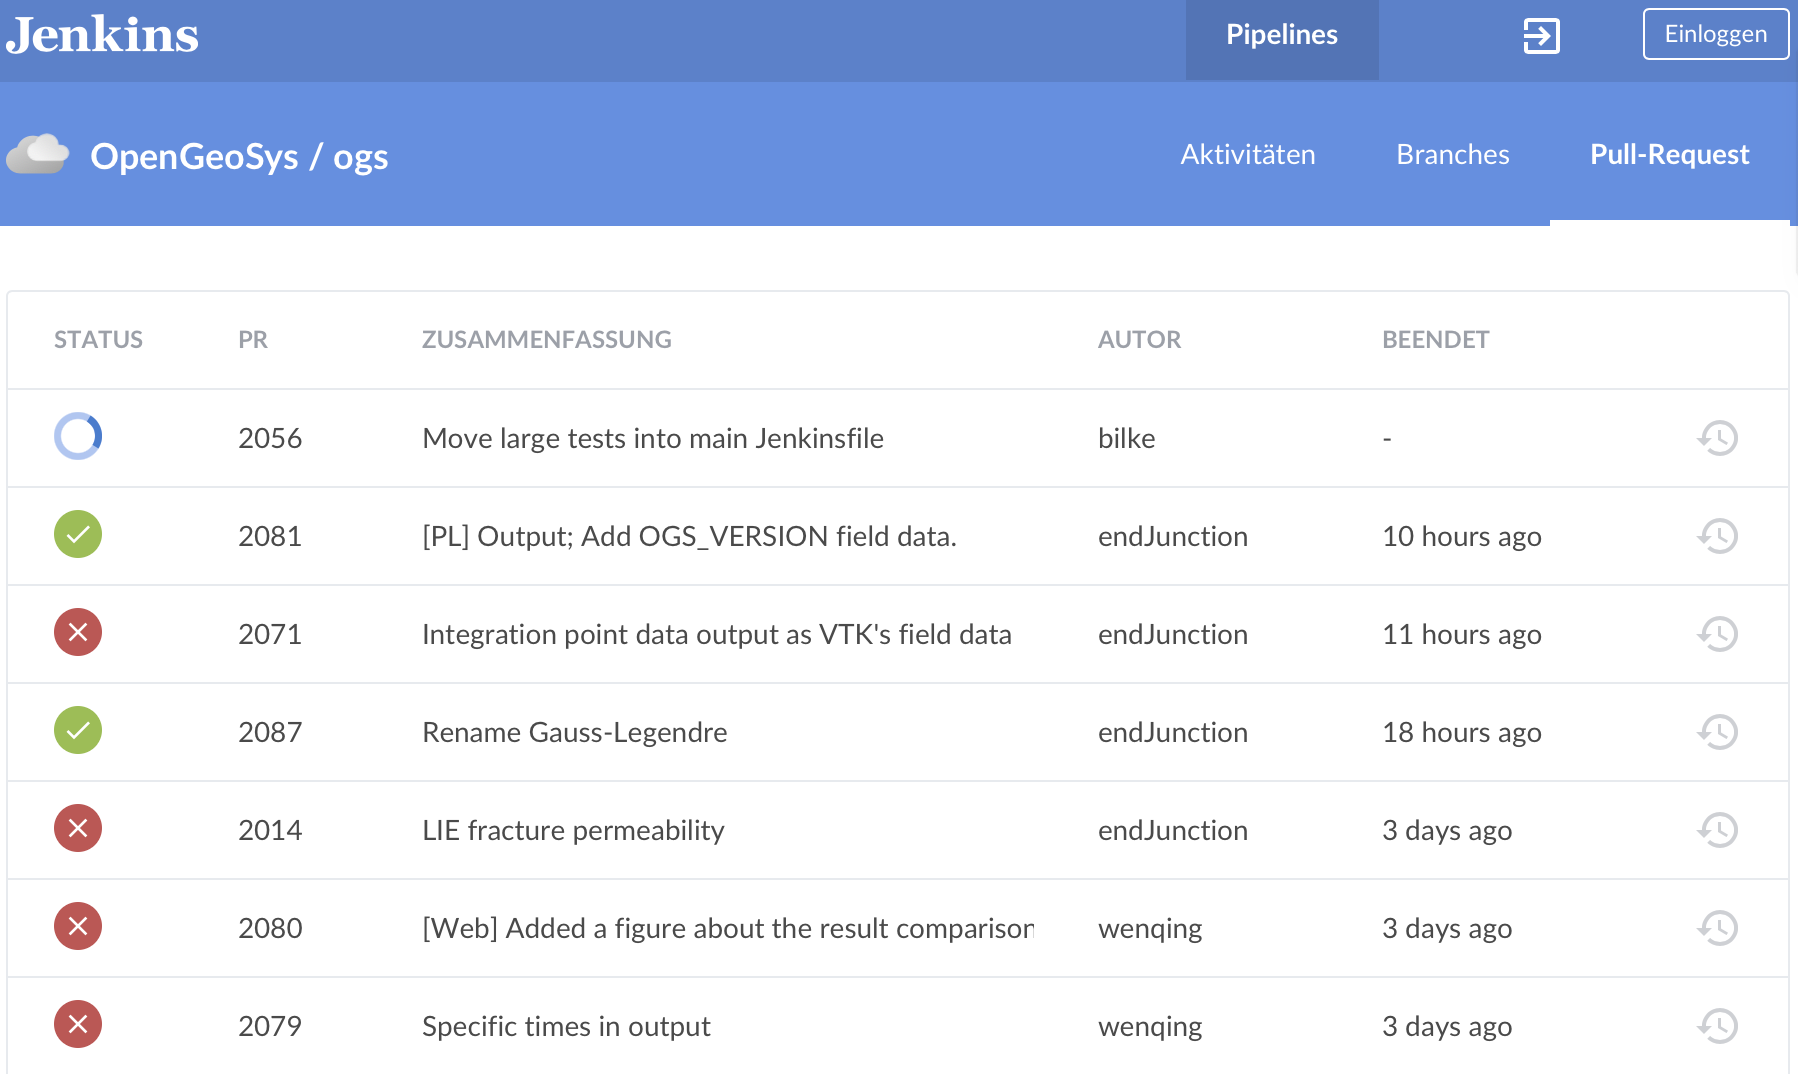 Jenkins
Pipelines
Einloggen
OpenGeoSys / ogs
Aktivitäten
Branches
Pull-Request
STATUS PR ZUSAMMENFASSUNG AUTOR BEENDET
2056 Move large tests into main Jenkinsfile bilke -
2081 [PL] Output; Add OGS_VERSION field data. endJunction 10 hours ago
2071 Integration point data output as VTK's field data endJunction 11 hours ago
2087 Rename Gauss-Legendre endJunction 18 hours ago
2014 LIE fracture permeability endJunction 3 days ago
2080 [Web] Added a figure about the result comparison wenqing 3 days ago
2079 Specific times in output wenqing 3 days ago